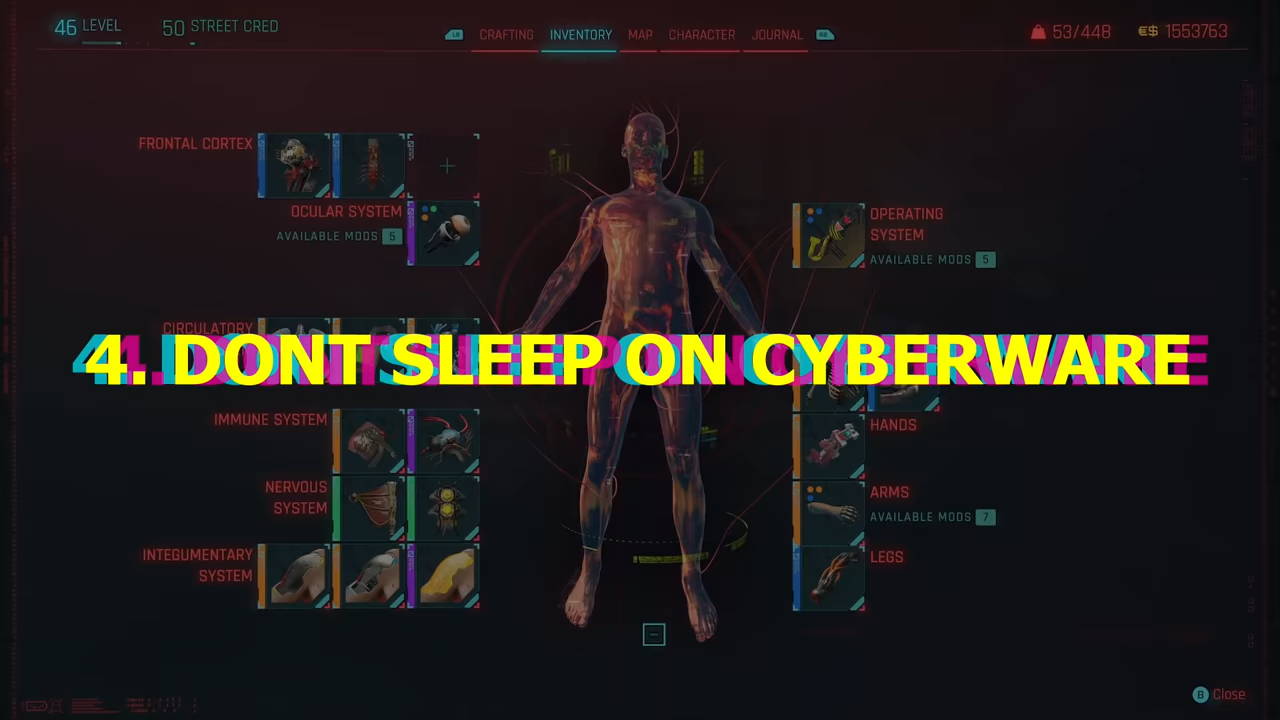 46 LEVEL
50 STREET CRED
LB
CRAFTING
INVENTORY
MAP
CHARACTER
JOURNAL
RB
53/448
€$ 1553763
FRONTAL CORTEX
OCULAR SYSTEM
AVAILABLE MODS 5
OPERATING
SYSTEM
AVAILABLE MODS 5
CIRCULATORY
4. DONT SLEEP ON CYBERWARE
IMMUNE SYSTEM
HANDS
NERVOUS
SYSTEM
ARMS
AVAILABLE MODS 7
INTEGUMENTARY
SYSTEM
LEGS
B Close